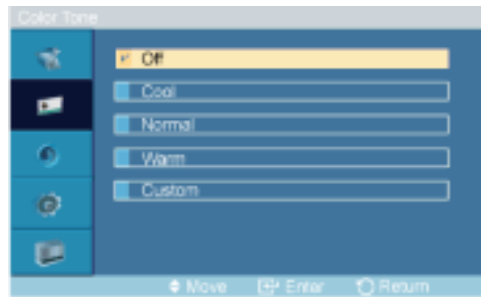 Color Tone
Off
Cool
Normal
Warm
Custom
Move Enter Return